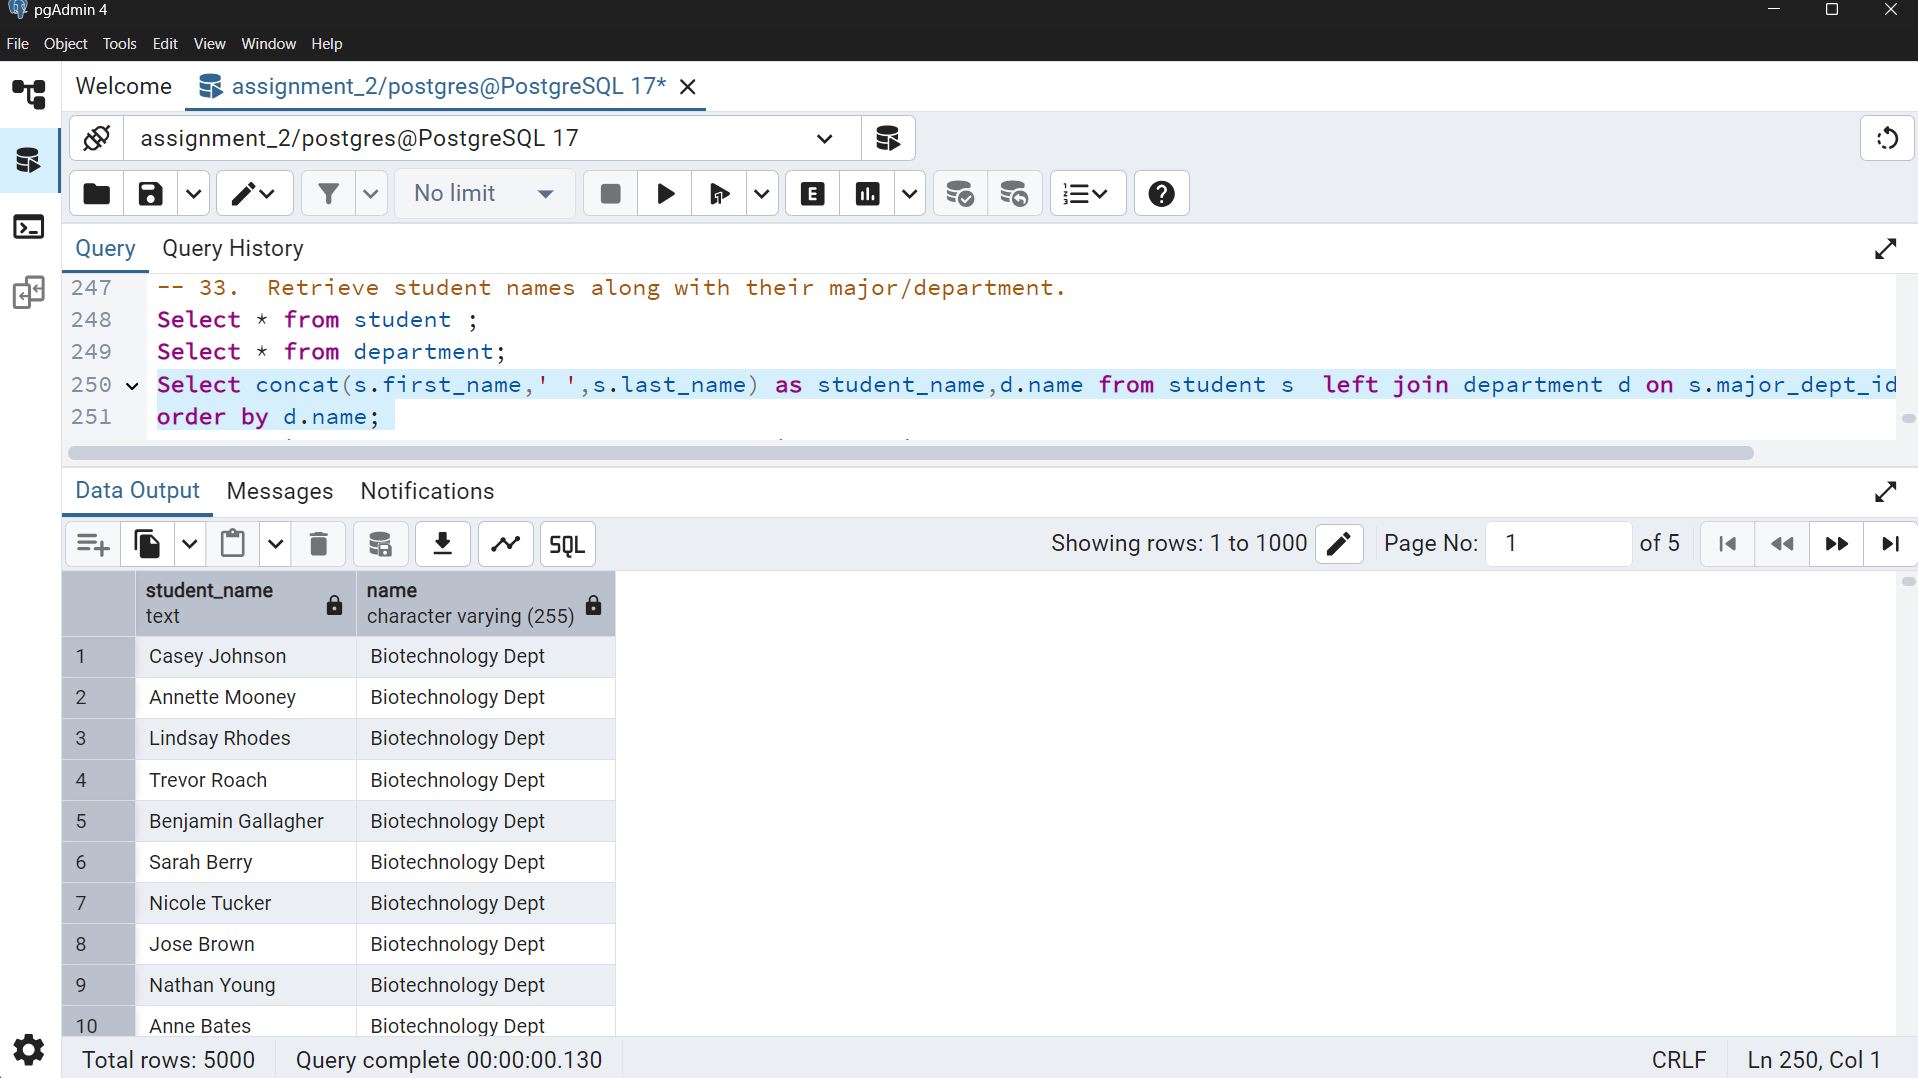 pgAdmin 4
File Object Tools Edit View Window Help
Welcome assignment_2/postgres@PostgreSQL 17*
assignment_2/postgres@PostgreSQL 17
No limit
Query Query History
247 -- 33.  Retrieve student names along with their major/department.
248 Select * from student ;
249 Select * from department;
250 Select concat(s.first_name,' ',s.last_name) as student_name,d.name from student s  left join department d on s.major_dept_id
251 order by d.name;
Data Output Messages Notifications
SQL Showing rows: 1 to 1000 Page No: 1 of 5
student_name name
text character varying (255)
1 Casey Johnson Biotechnology Dept
2 Annette Mooney Biotechnology Dept
3 Lindsay Rhodes Biotechnology Dept
4 Trevor Roach Biotechnology Dept
5 Benjamin Gallagher Biotechnology Dept
6 Sarah Berry Biotechnology Dept
7 Nicole Tucker Biotechnology Dept
8 Jose Brown Biotechnology Dept
9 Nathan Young Biotechnology Dept
10 Anne Bates Biotechnology Dept
Total rows: 5000 Query complete 00:00:00.130 CRLF Ln 250, Col 1